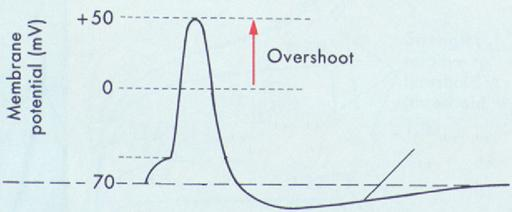 +50
Overshoot
0
Membrane
potential (mV)
70